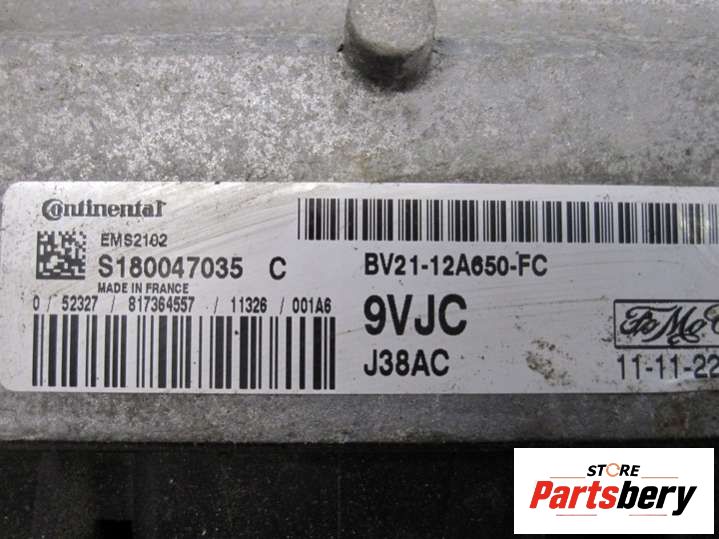 Continental
EMS2102
S180047035 C
MADE IN FRANCE
0 / 52327 / 817364557 / 11326 / 001A6
BV21-12A650-FC
9VJC
J38AC
11-11-22
STORE
Partsbery